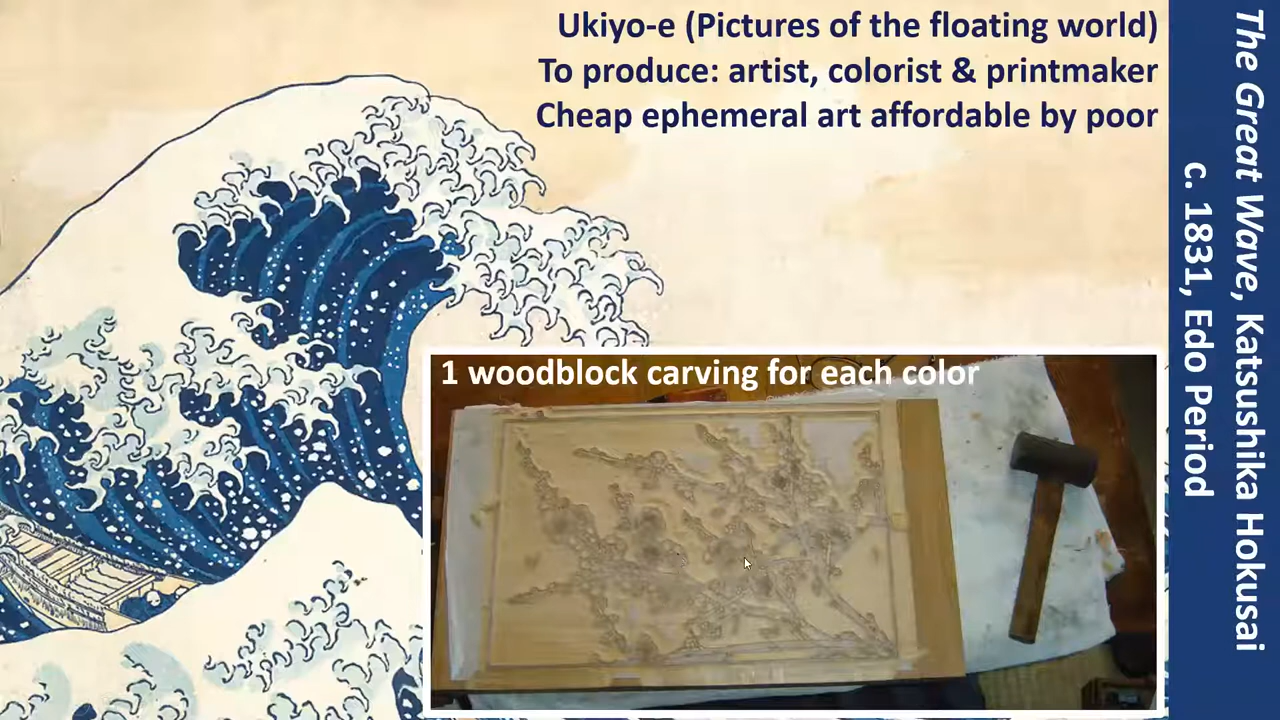 Ukiyo-e (Pictures of the floating world)
To produce: artist, colorist & printmaker
Cheap ephemeral art affordable by poor
1 woodblock carving for each color
The Great Wave, Katsushika Hokusai
c. 1831, Edo Period